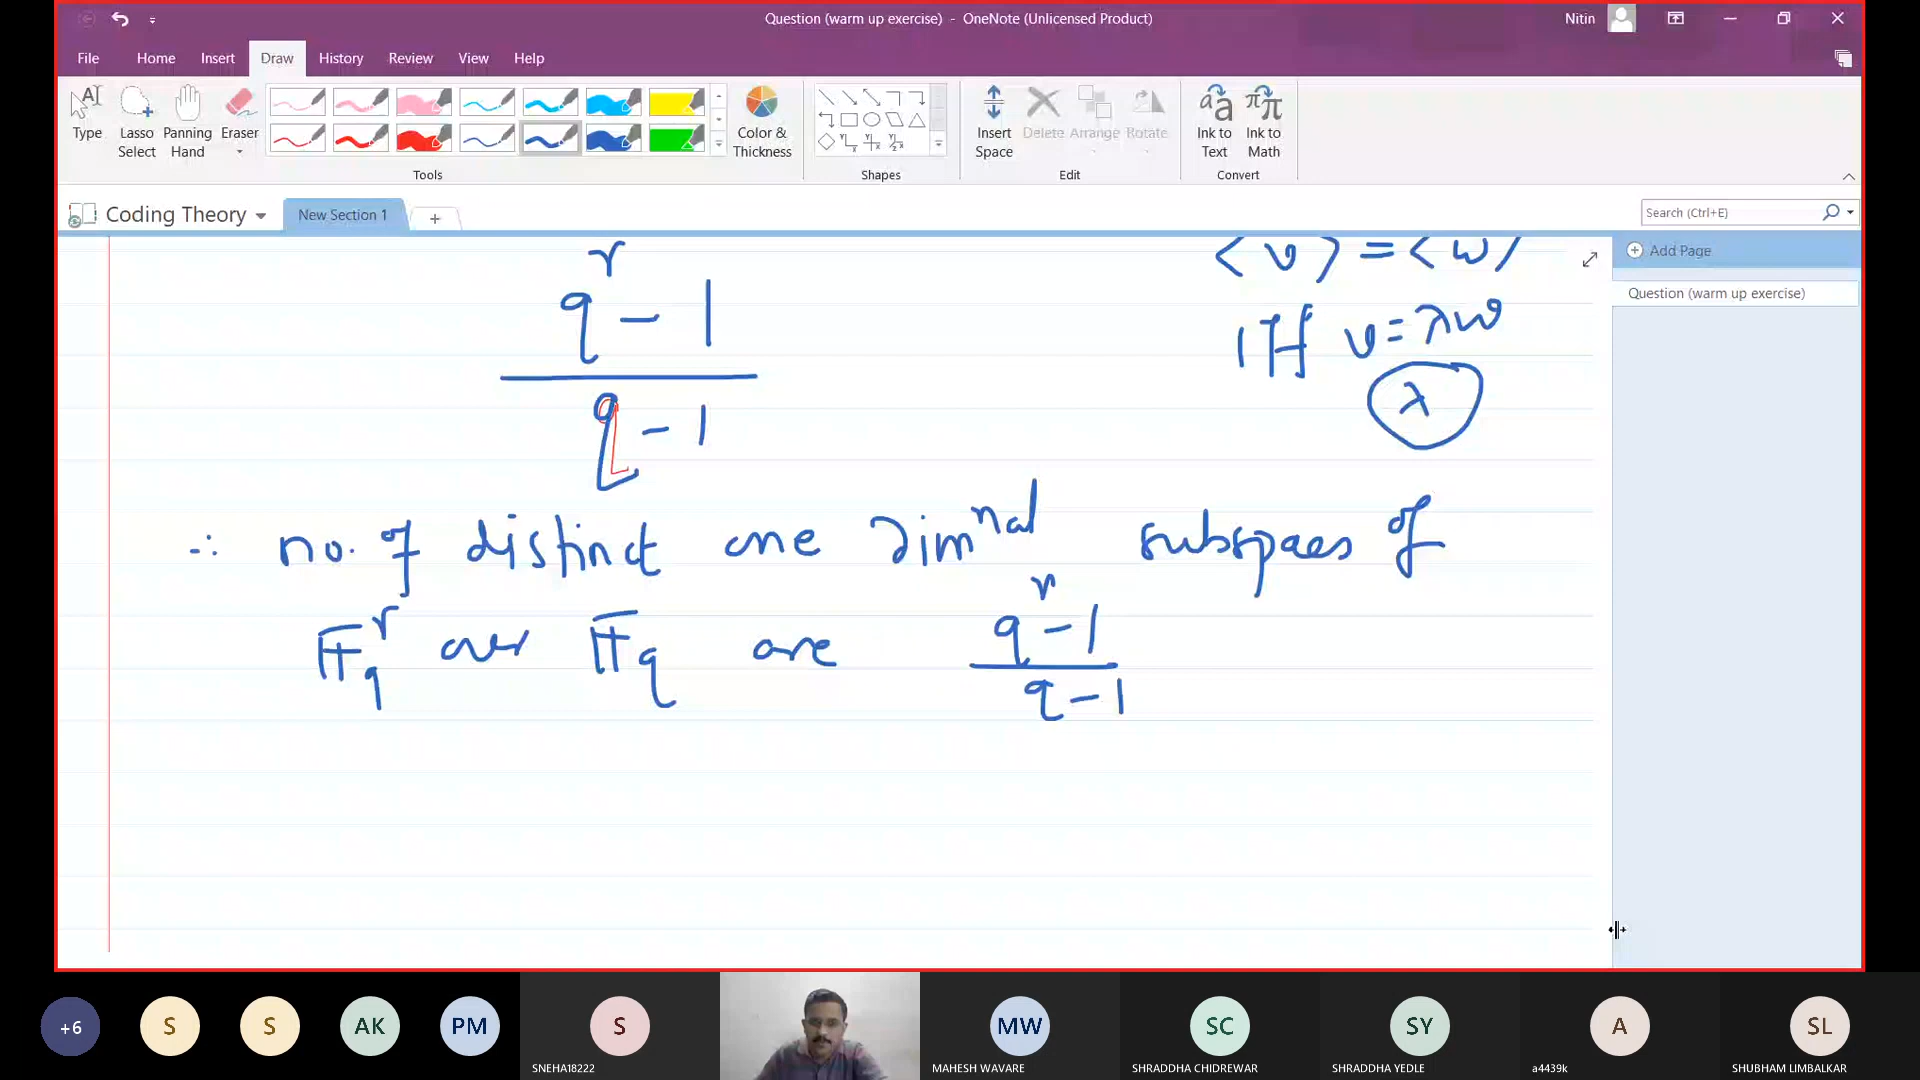 Question (warm up exercise) - OneNote (Unlicensed Product)
Nitin
File Home Insert Draw History Review View Help
Type
Lasso Select
Panning Hand
Eraser
Color & Thickness
Insert Space
Delete
Arrange
Rotate
Ink to Text
Ink to Math
Tools
Shapes
Edit
Convert
Coding Theory
New Section 1
+
Search (Ctrl+E)
Add Page
Question (warm up exercise)
<v> = <w>
iff v = λw
λ
q^r - 1
q - 1
∴ no. of distinct one dim^nal subspaes of
𝔽_q^r over 𝔽_q are q^r - 1
q - 1
+6
S
S
AK
PM
S
MW
SC
SY
A
SL
SNEHA18222
MAHESH WAVARE
SHRADDHA CHIDREWAR
SHRADDHA YEDLE
a4439k
SHUBHAM LIMBALKAR